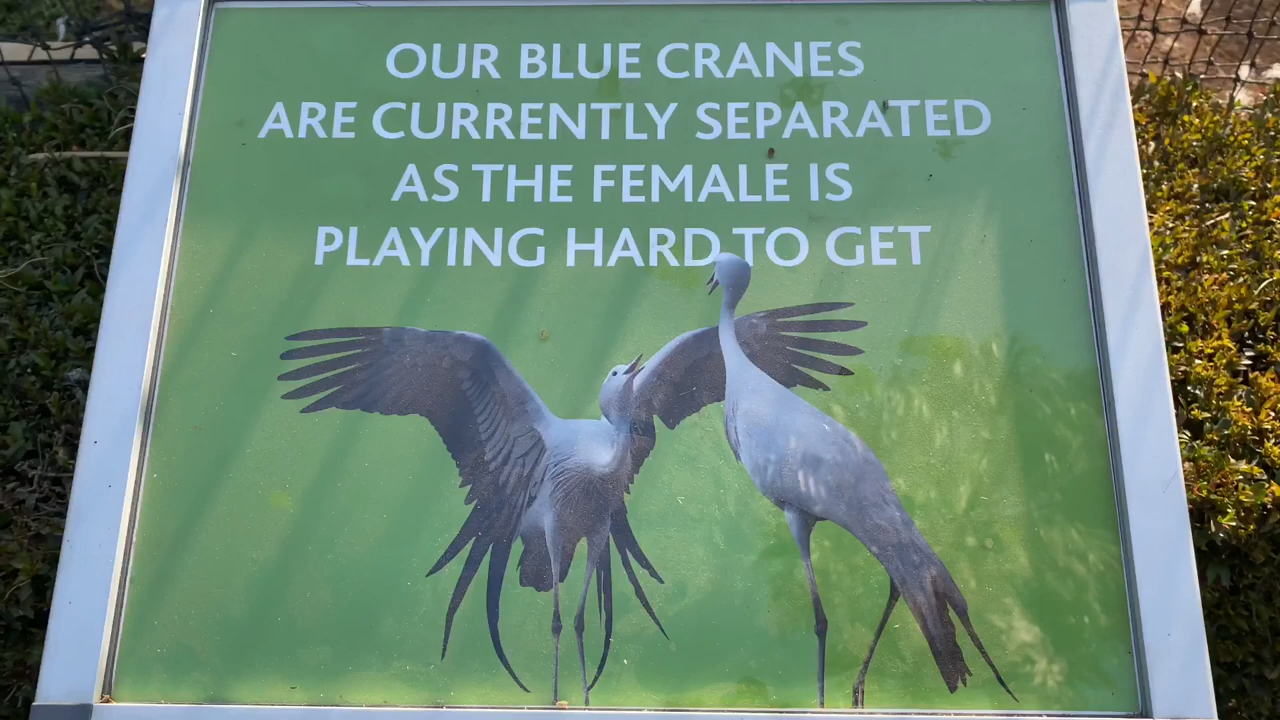 OUR BLUE CRANES
ARE CURRENTLY SEPARATED
AS THE FEMALE IS
PLAYING HARD TO GET